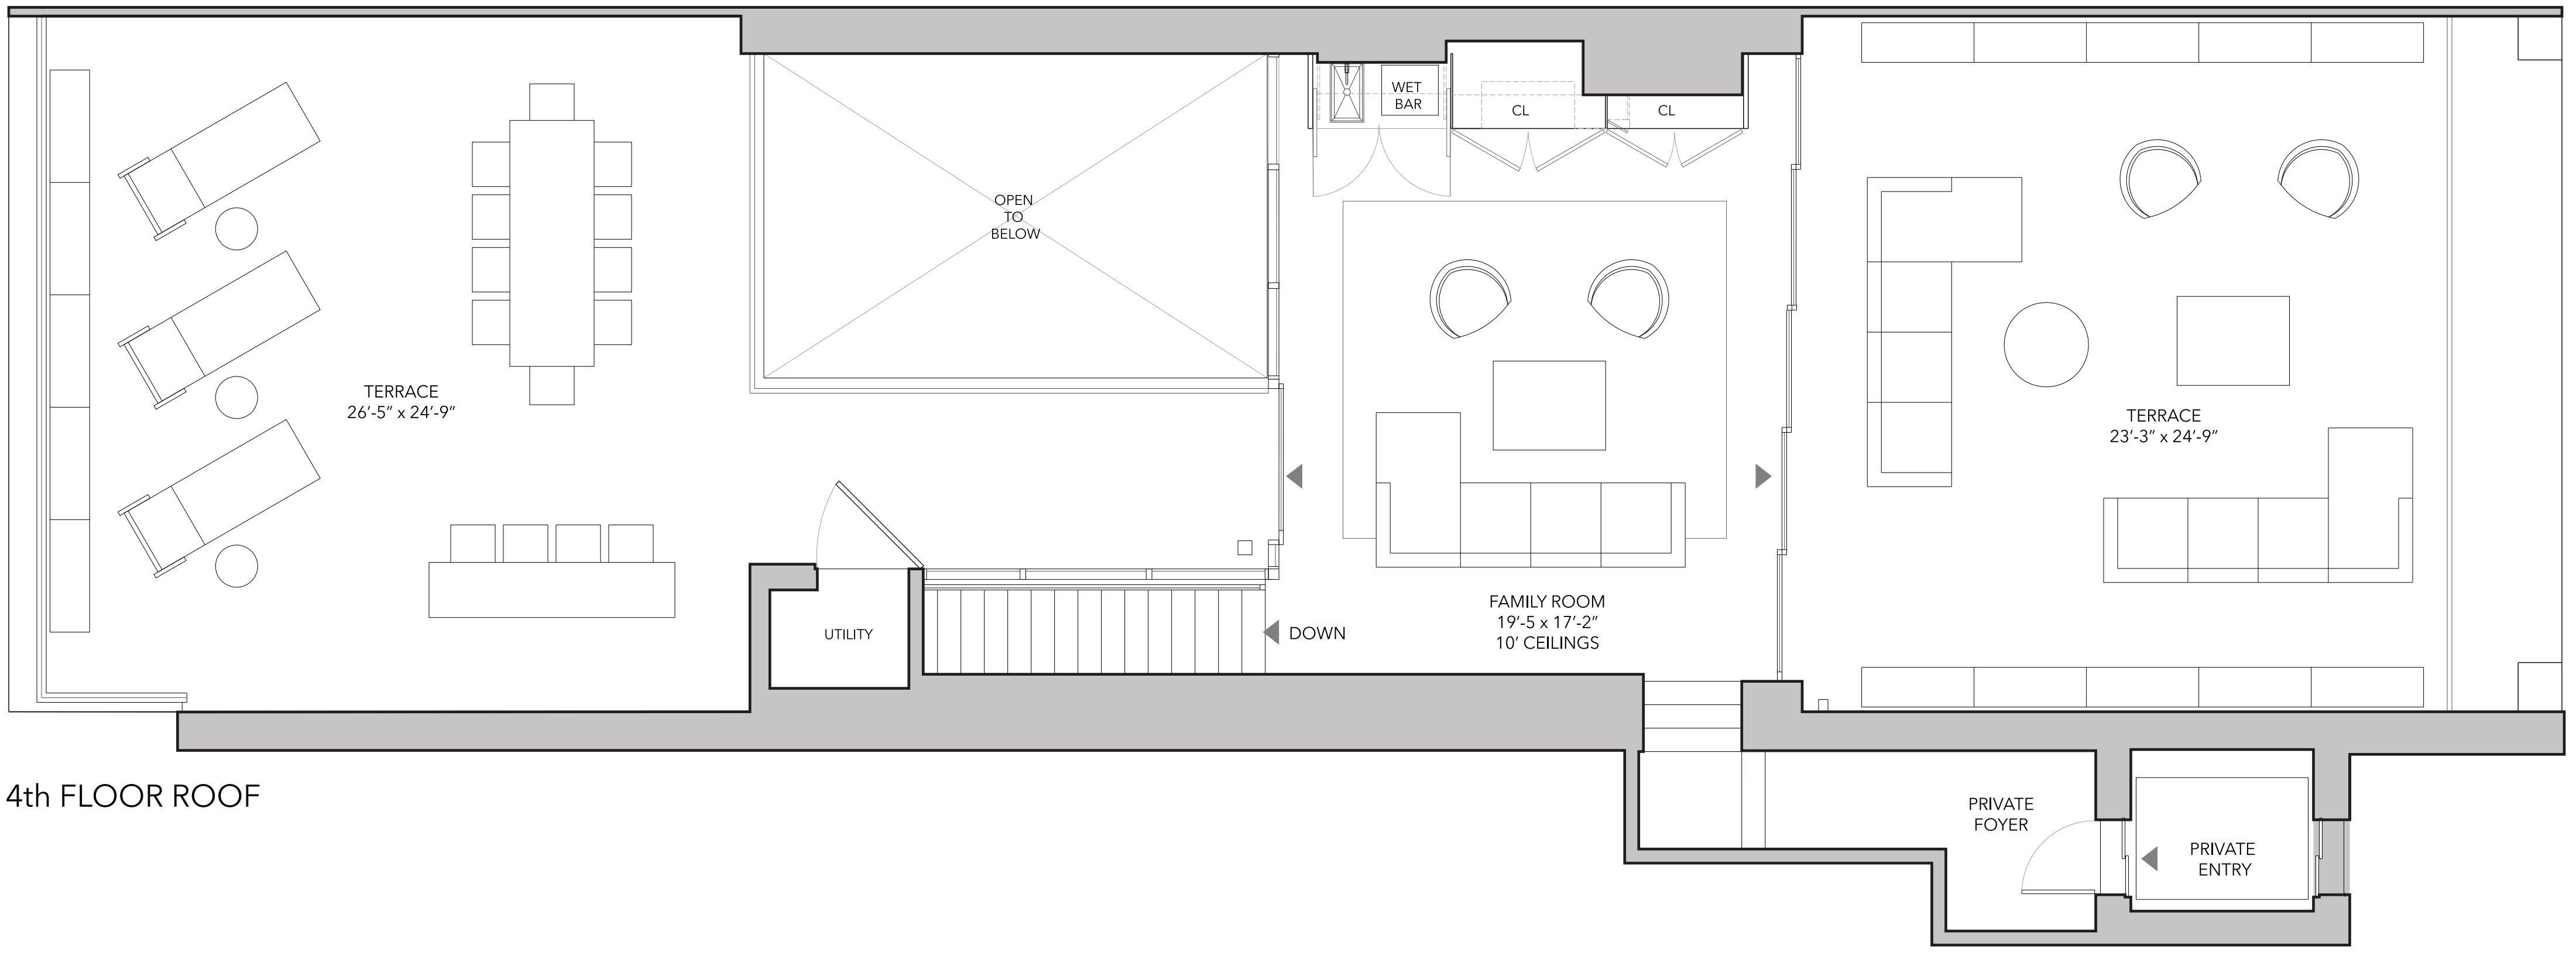 WET
BAR
CL
CL
OPEN
TO
BELOW
TERRACE
26'-5" x 24'-9"
TERRACE
23'-3" x 24'-9"
FAMILY ROOM
19'-5 x 17'-2"
10' CEILINGS
UTILITY
DOWN
4th FLOOR ROOF
PRIVATE
FOYER
PRIVATE
ENTRY